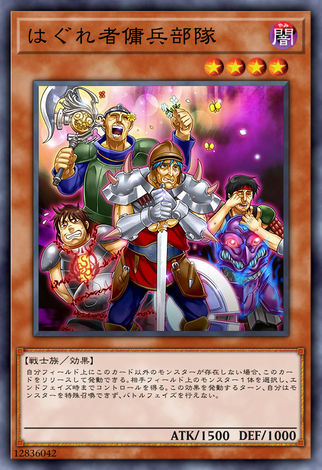 はぐれ者傭兵部隊
闇
やみ
【戦士族/効果】
自分フィールド上にこのカード以外のモンスターが存在しない場合、このカー
ドをリリースして発動できる。相手フィールド上のモンスター1体を選択し、エ
ンドフェイズ時までコントロールを得る。この効果を発動するターン、自分はモ
ンスターを特殊召喚できず、バトルフェイズを行えない。
ATK/1500 DEF/1000
12836042